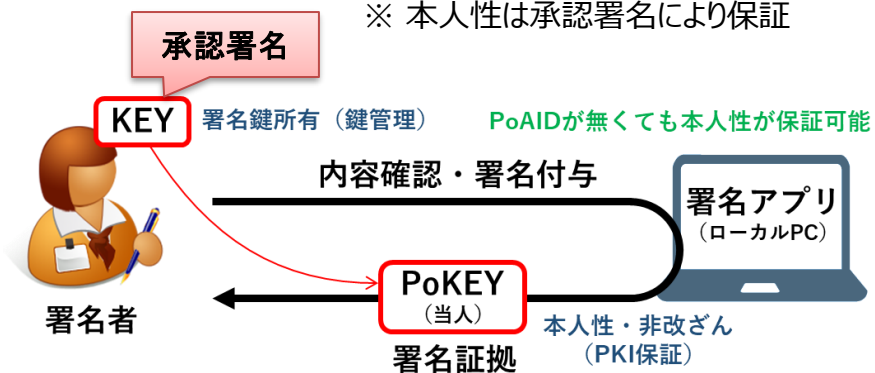 ※ 本人性は承認署名により保証
承認署名
KEY
署名鍵所有（鍵管理）
PoAIDが無くても本人性が保証可能
内容確認・署名付与
署名アプリ
（ローカルPC）
PoKEY
（当人）
署名者
本人性・非改ざん
（PKI保証）
署名証拠